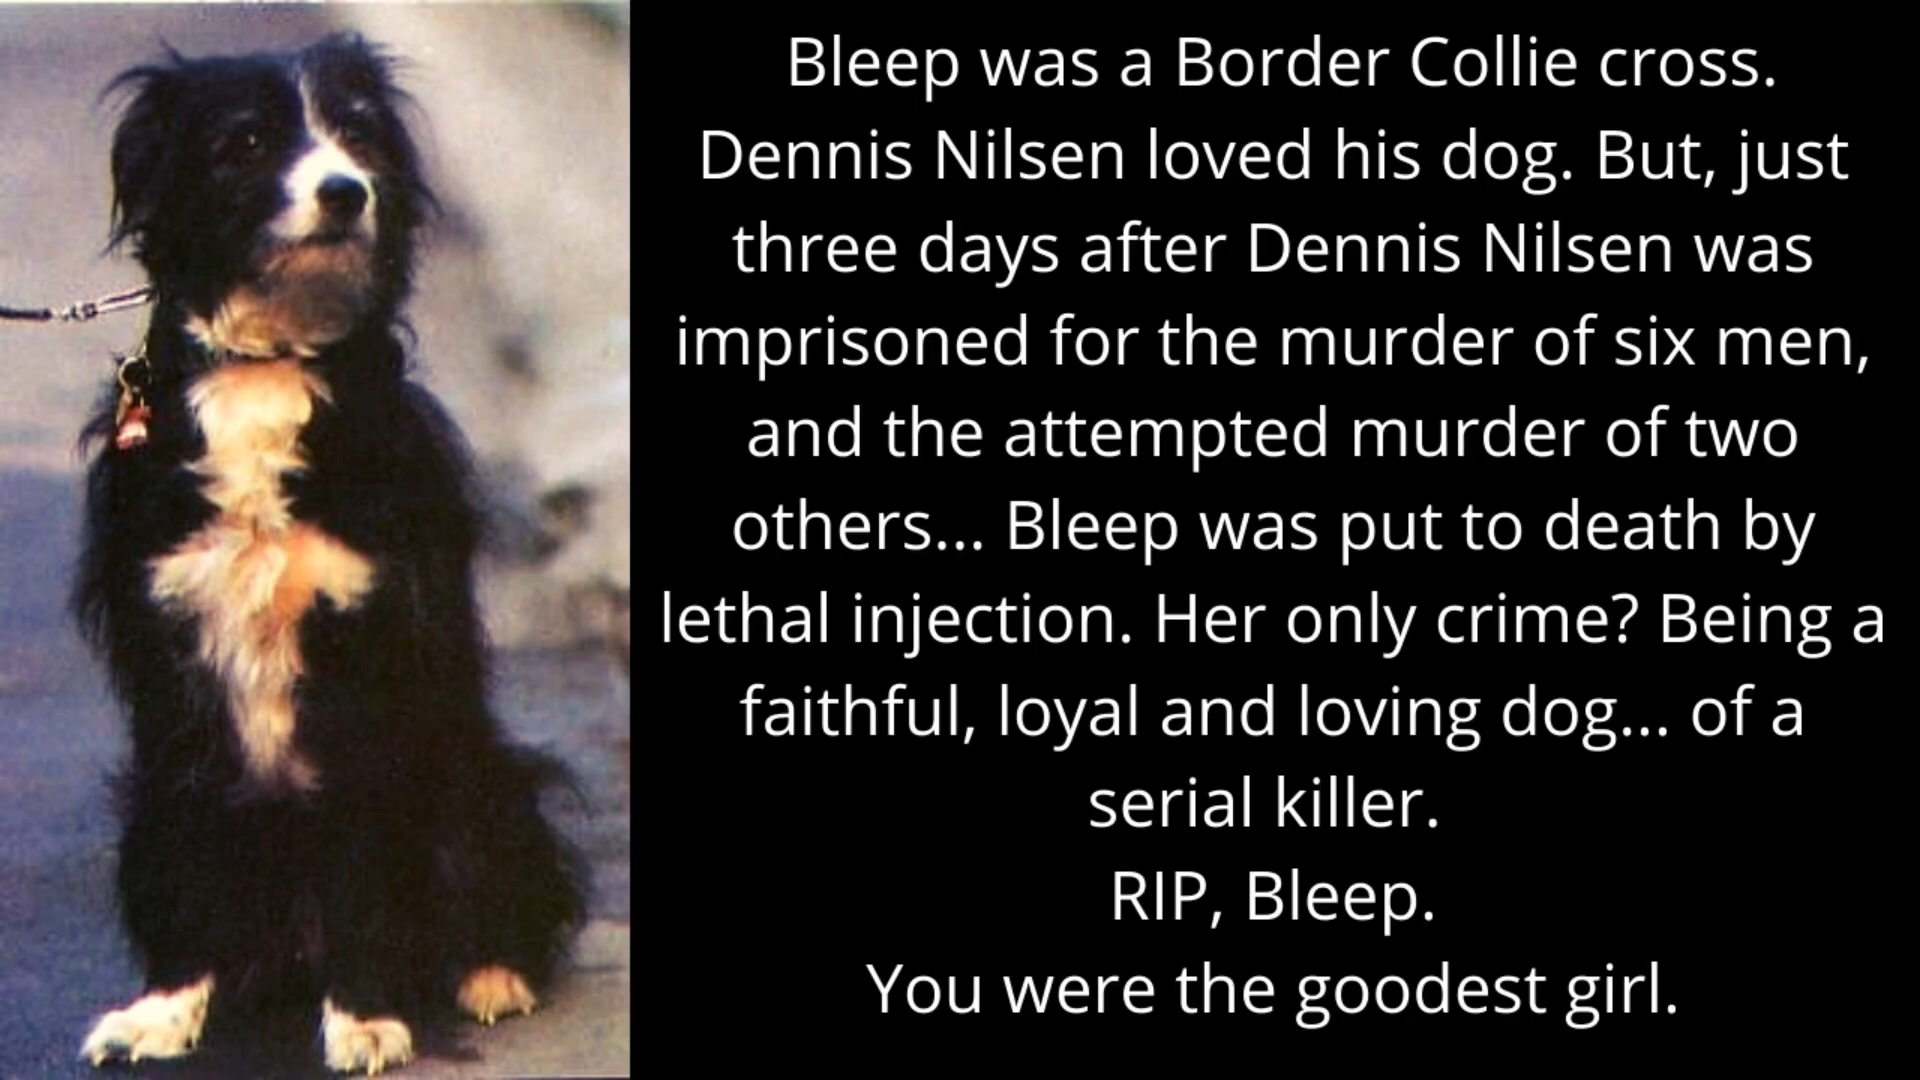 Bleep was a Border Collie cross.
Dennis Nilsen loved his dog. But, just
three days after Dennis Nilsen was
imprisoned for the murder of six men,
and the attempted murder of two
others... Bleep was put to death by
lethal injection. Her only crime? Being a
faithful, loyal and loving dog... of a
serial killer.
RIP, Bleep.
You were the goodest girl.